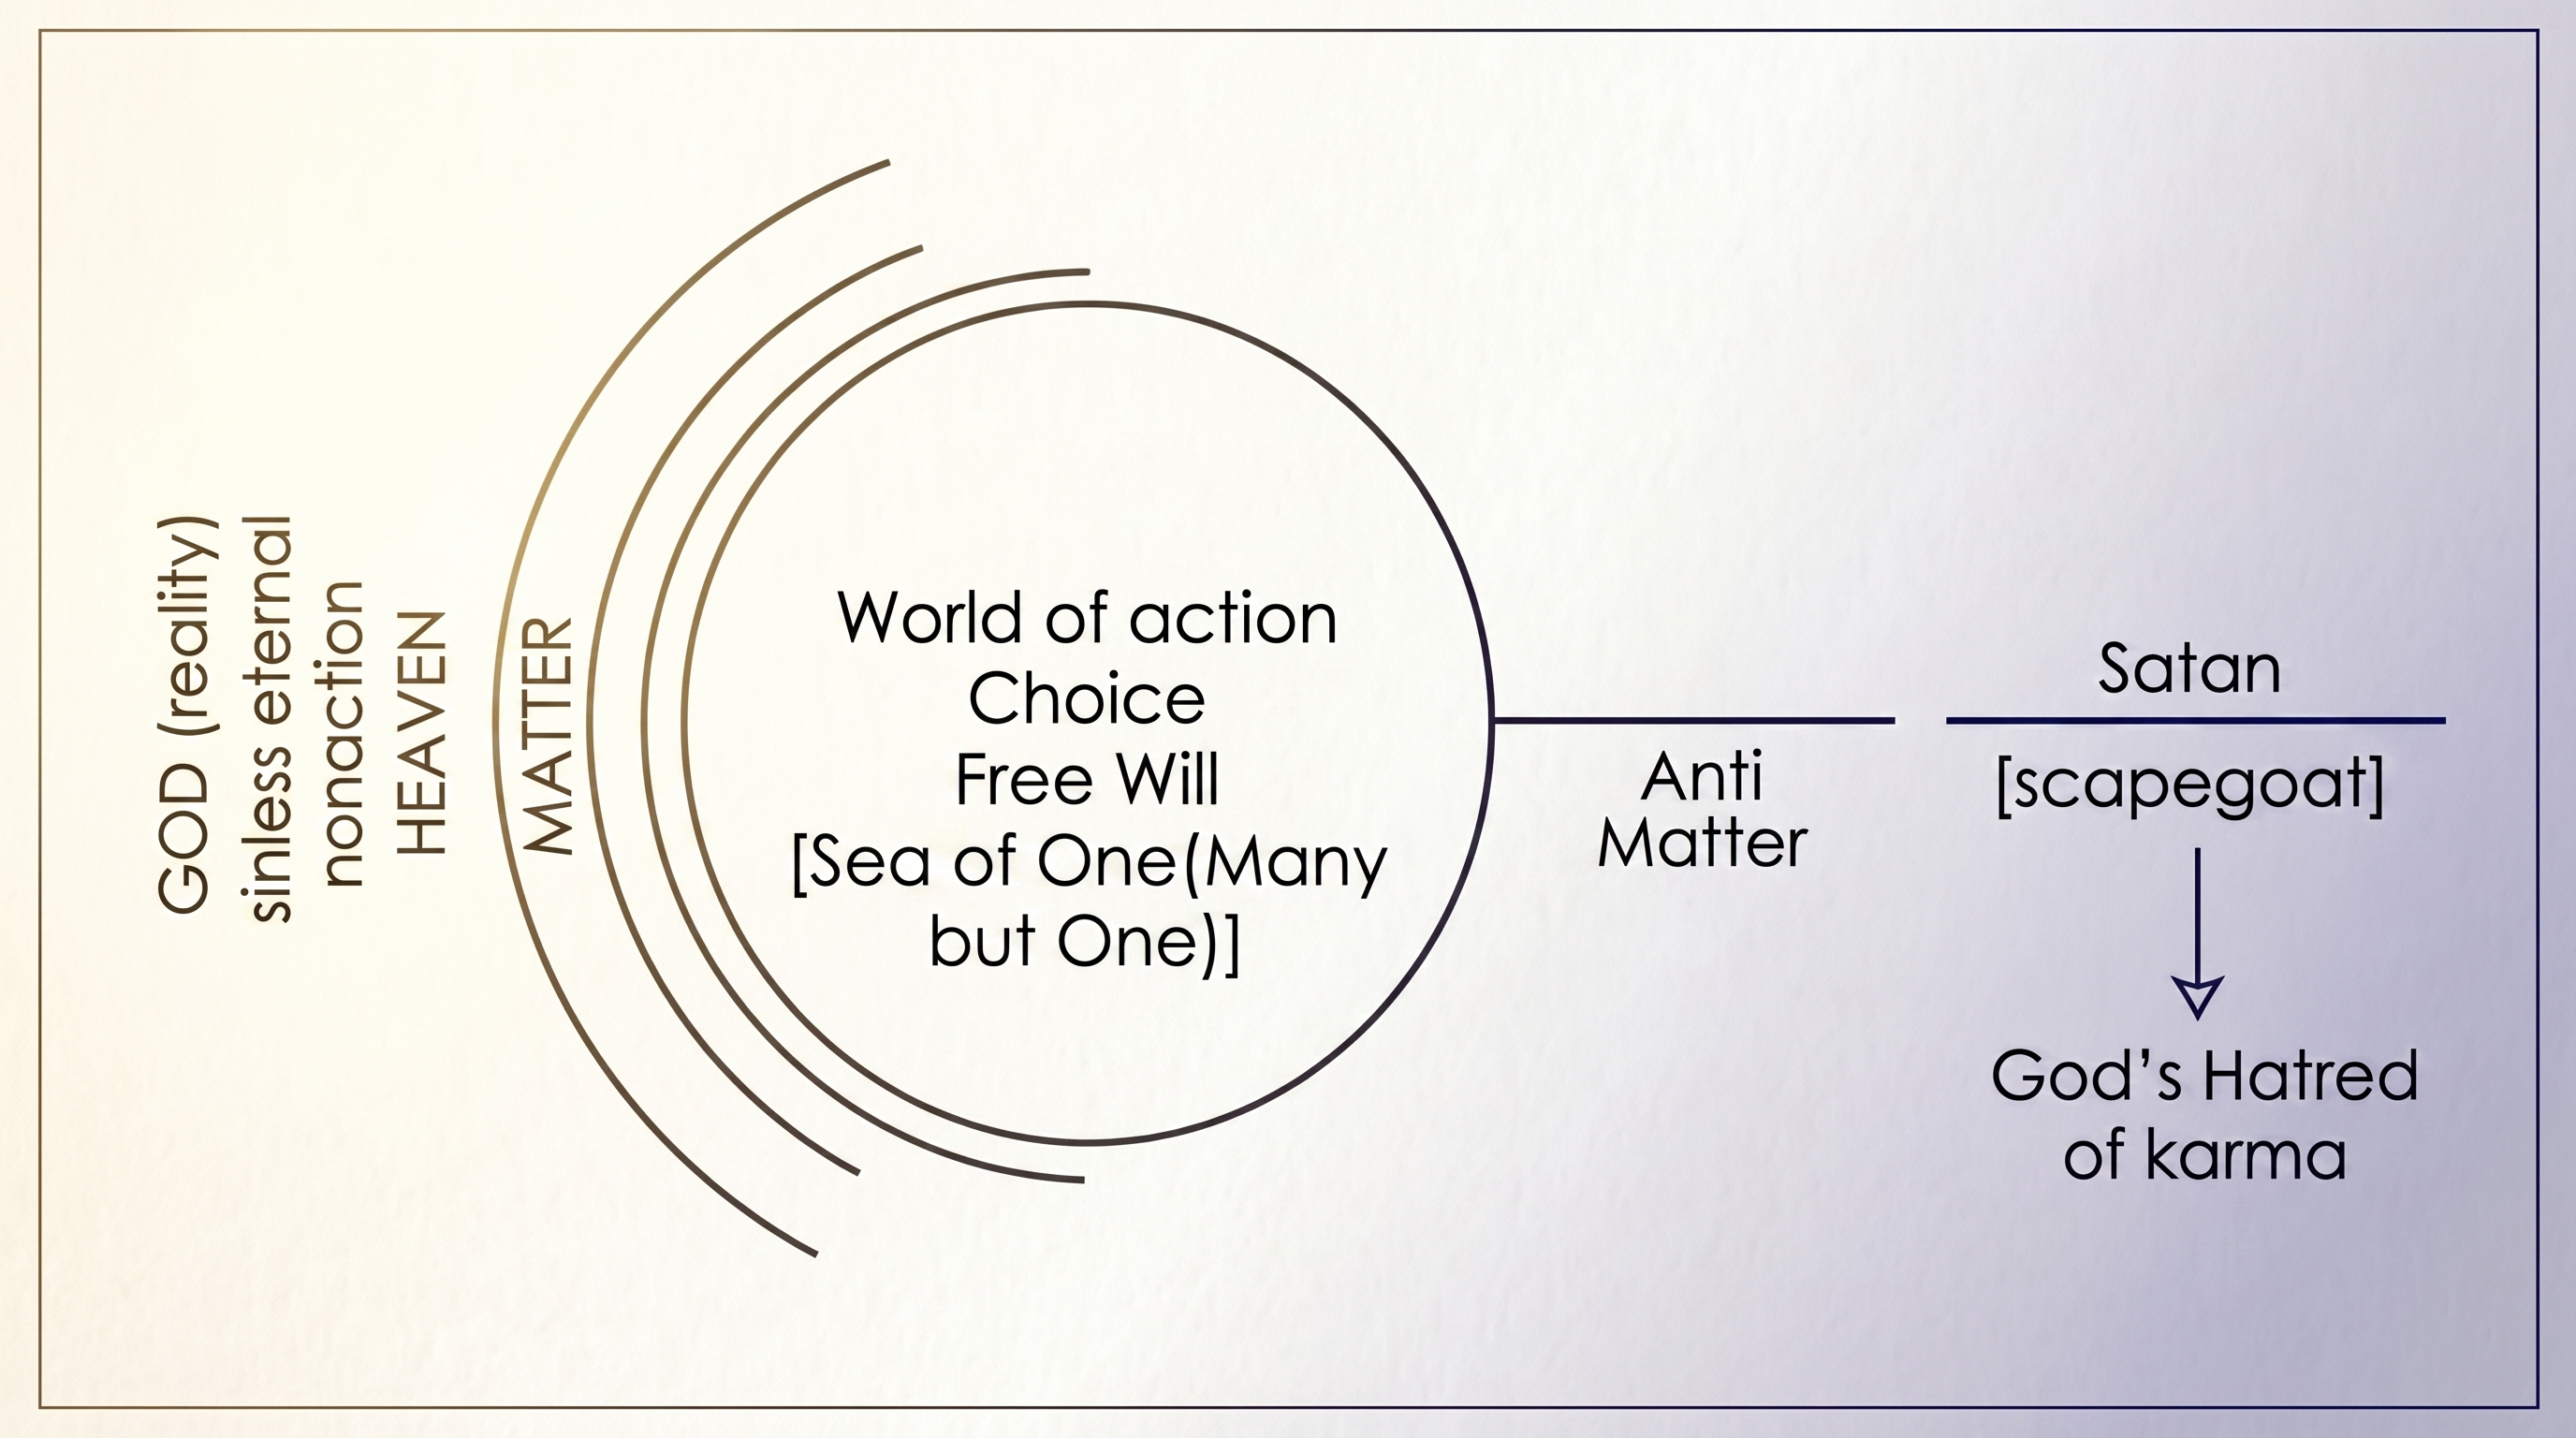 GOD (reality)
sinless eternal
nonaction
HEAVEN
MATTER
World of action
Choice
Free Will
[Sea of One(Many
but One)]
Anti
Matter
Satan
[scapegoat]
God’s Hatred
of karma